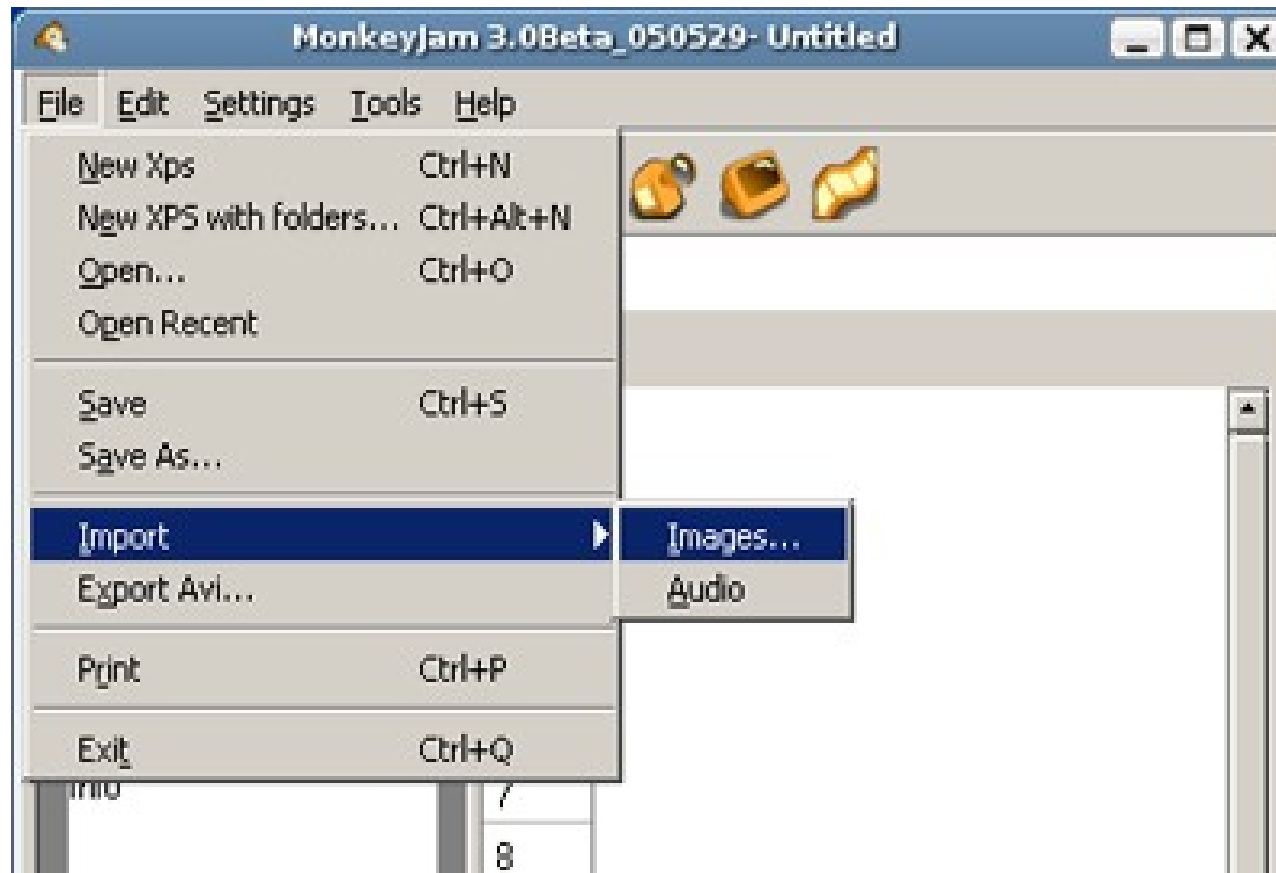 MonkeyJam 3.0Beta_050529- Untitled
File Edit Settings Tools Help
New Xps Ctrl+N
New XPS with folders... Ctrl+Alt+N
Open... Ctrl+O
Open Recent
Save Ctrl+S
Save As...
Import Images...
Export Avi... Audio
Print Ctrl+P
Exit Ctrl+Q
Info 7
8